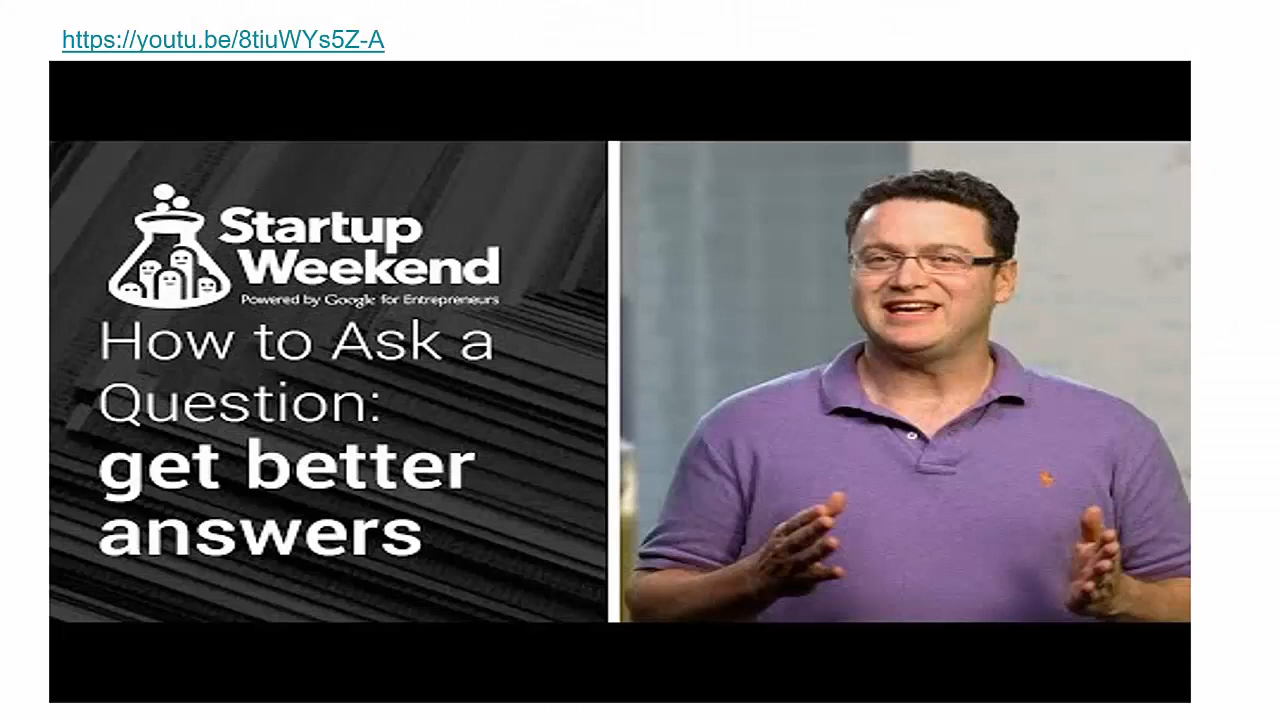 https://youtu.be/8tiuWYs5Z-A
Startup
Weekend
Powered by Google for Entrepreneurs
How to Ask a
Question:
get better
answers